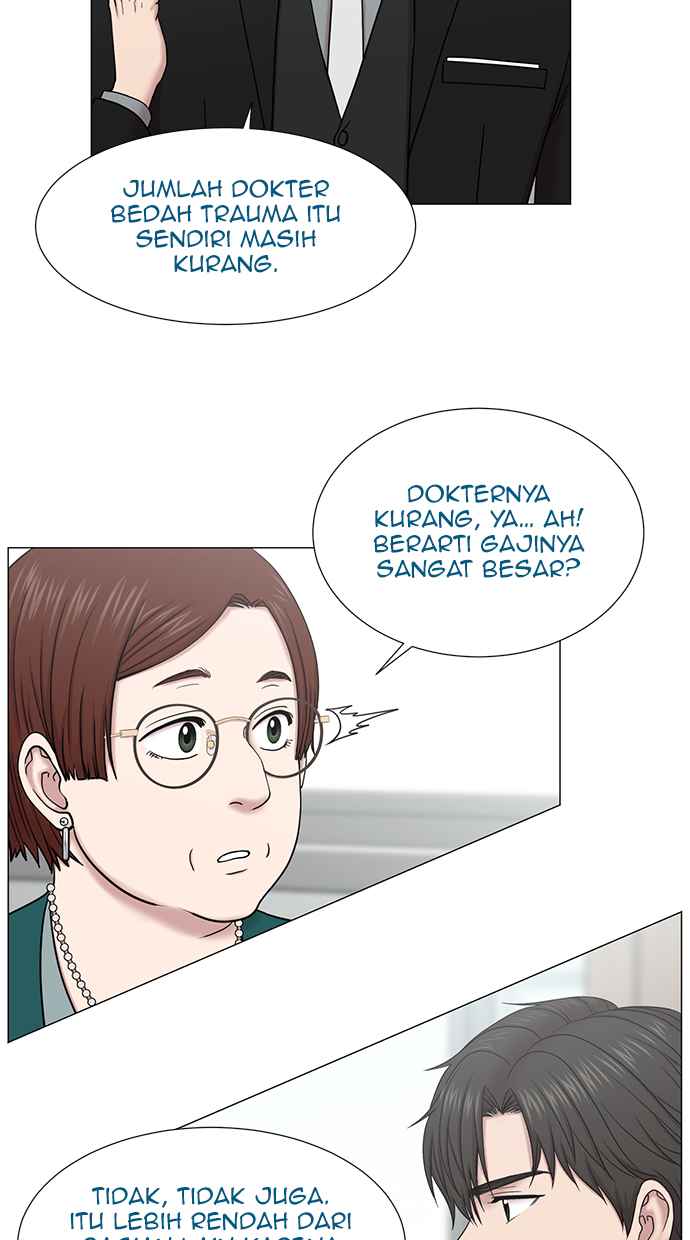 JUMLAH DOKTER
BEDAH TRAUMA ITU
SENDIRI MASIH
KURANG.
DOKTERNYA
KURANG, YA... AH!
BERARTI GAJINYA
SANGAT BESAR?
TIDAK, TIDAK JUGA.
ITU LEBIH RENDAH DARI